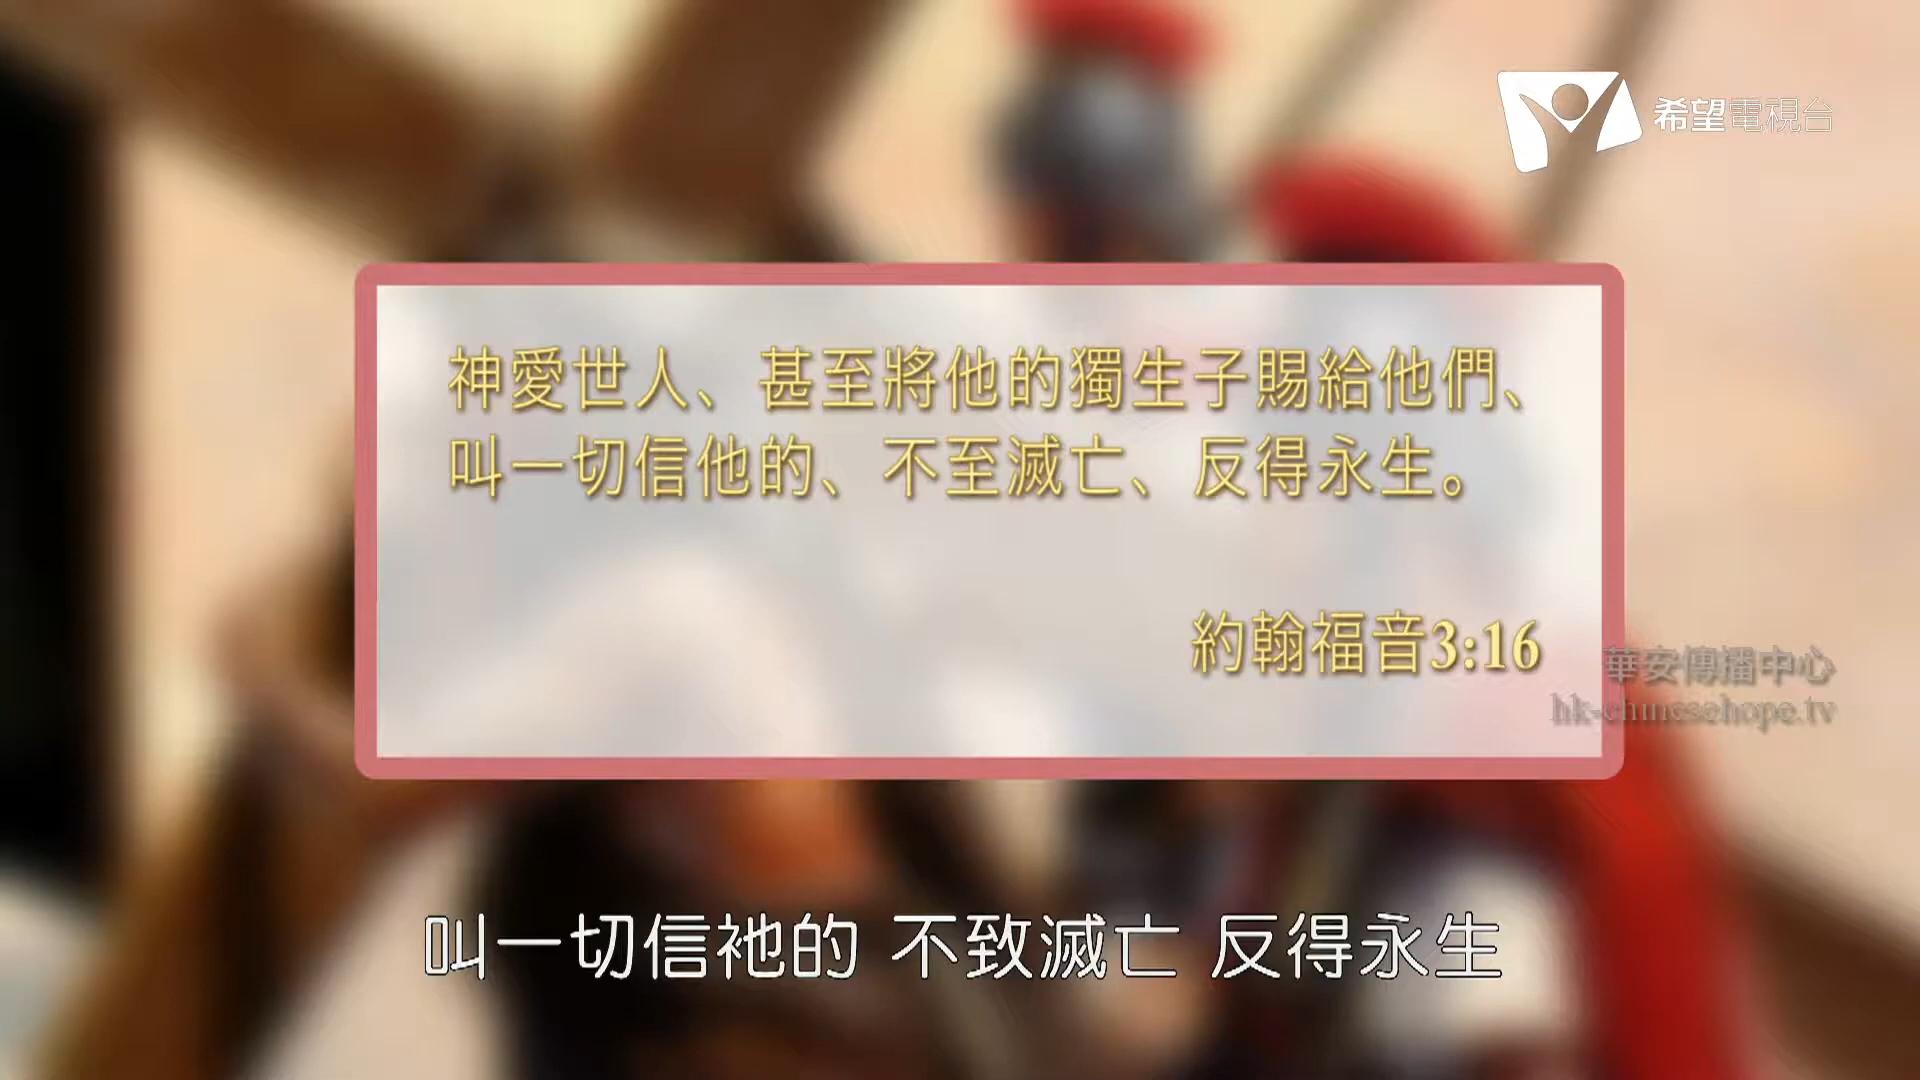 希望電視台
神愛世人、甚至將他的獨生子賜給他們、
叫一切信他的、不至滅亡、反得永生。
約翰福音3:16
華安傳播中心
hk-chinesehope.tv
叫一切信祂的 不致滅亡 反得永生